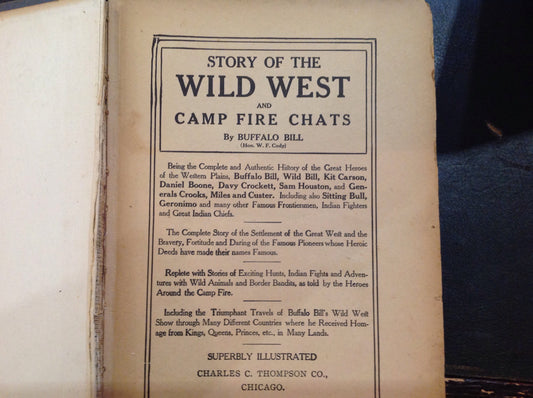 STORY OF THE
WILD WEST
AND
CAMP FIRE CHATS
By BUFFALO BILL
(Hon. W. F. Cody)
Being the Complete and Authentic History of the Great Heroes
of the Western Plains, Buffalo Bill, Wild Bill, Kit Carson,
Daniel Boone, Davy Crockett, Sam Houston, and Gen-
erals Crooks, Miles and Custer. Including also Sitting Bull,
Geronimo and many other Famous Frontiersmen, Indian Fighters
and Great Indian Chiefs.
The Complete Story of the Settlement of the Great West and the
Bravery, Fortitude and Daring of the Famous Pioneers whose Heroic
Deeds have made their names Famous.
Replete with Stories of Exciting Hunts, Indian Fights and Adven-
tures with Wild Animals and Border Bandits, as told by the Heroes
Around the Camp Fire.
Including the Triumphant Travels of Buffalo Bill's Wild West
Show through Many Different Countries where he Received Hom-
age from Kings, Queens, Princes, etc., in Many Lands.
SUPERBLY ILLUSTRATED
CHARLES C. THOMPSON CO.,
CHICAGO.